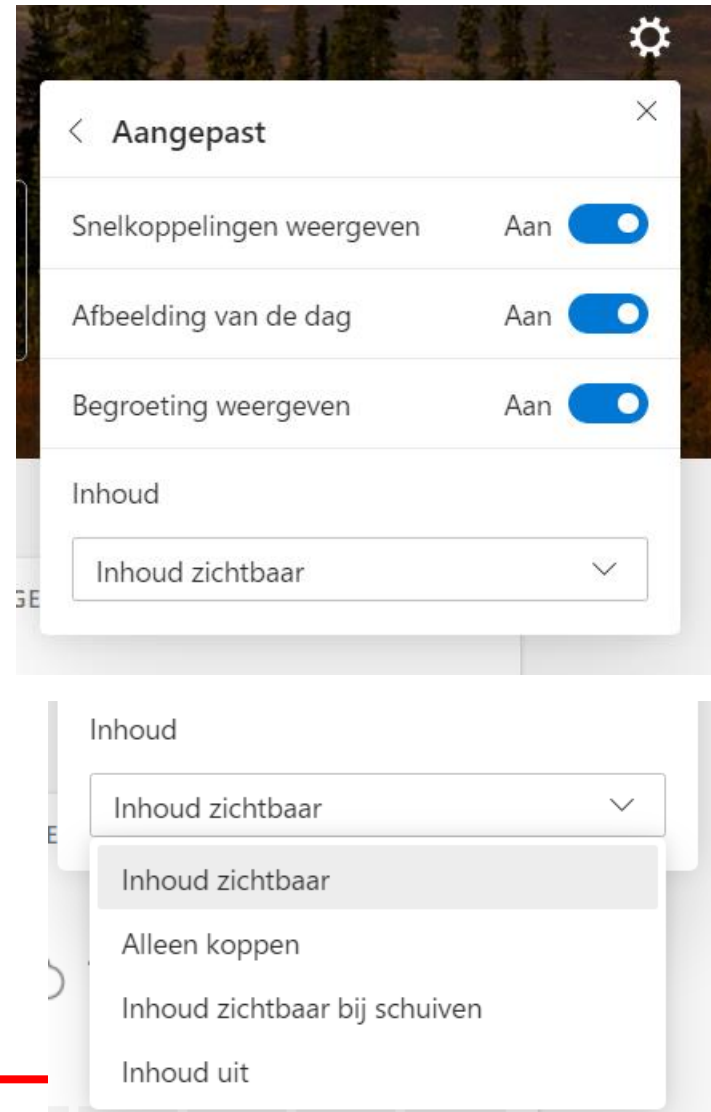 Aangepast
Snelkoppelingen weergeven Aan
Afbeelding van de dag Aan
Begroeting weergeven Aan
Inhoud
Inhoud zichtbaar
GE
Inhoud
Inhoud zichtbaar
E
Inhoud zichtbaar
Alleen koppen
Inhoud zichtbaar bij schuiven
Inhoud uit